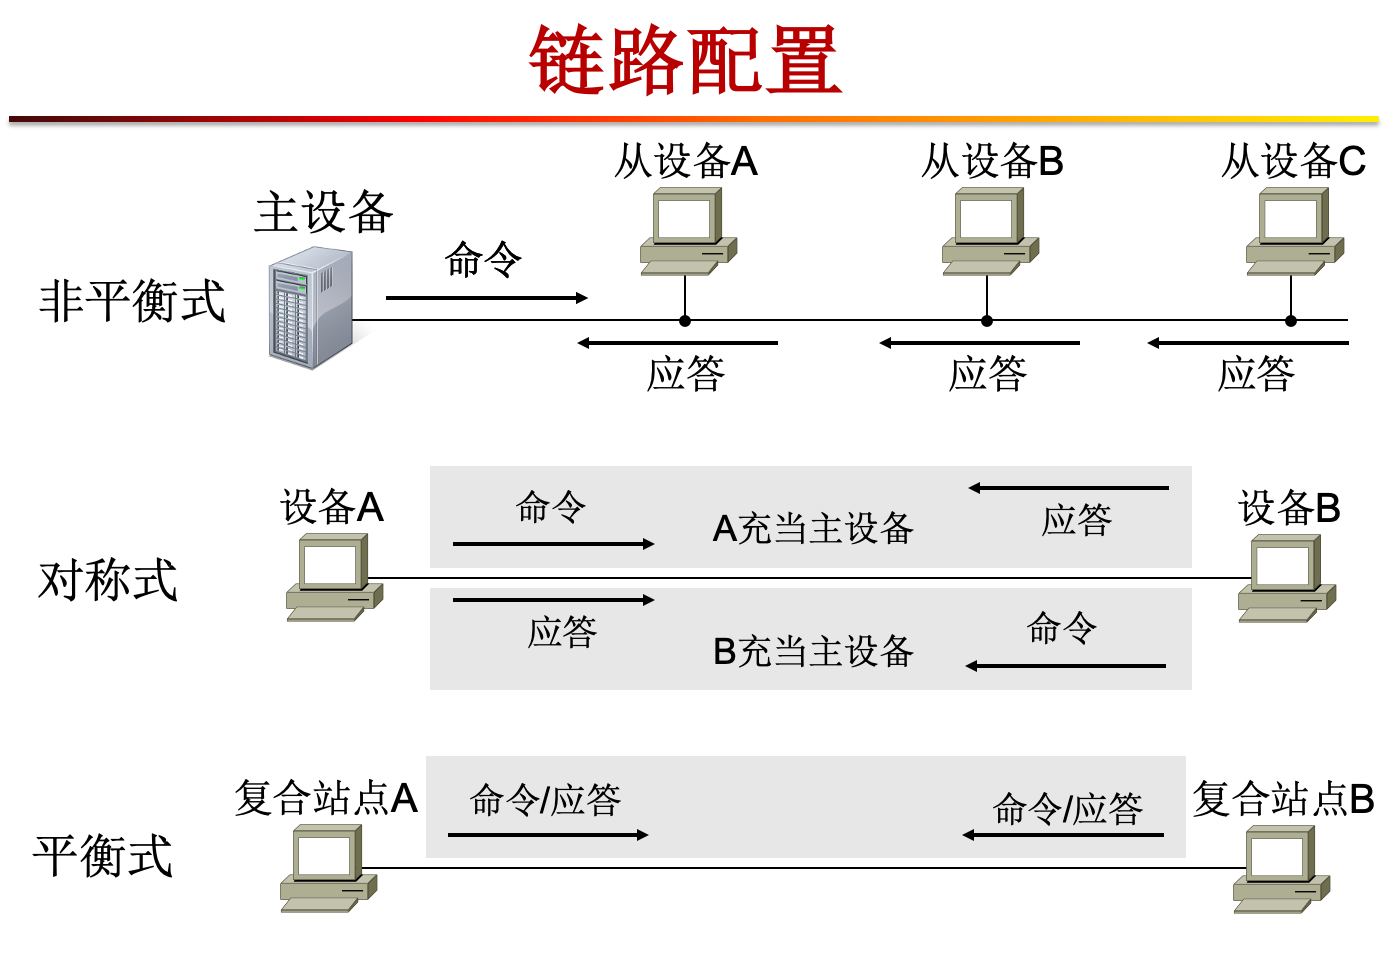 链路配置
从设备A
从设备B
从设备C
主设备
命令
非平衡式
应答
应答
应答
设备A
命令
A充当主设备
应答
设备B
对称式
应答
B充当主设备
命令
复合站点A
命令/应答
命令/应答
复合站点B
平衡式